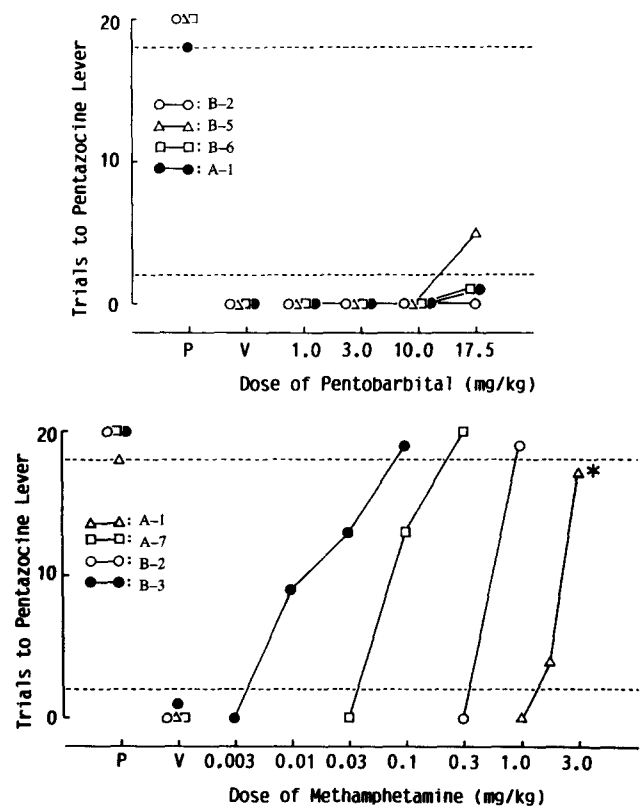 20
10
0
Trials to Pentazocine Lever
B-2
B-5
B-6
A-1
P V 1.0 3.0 10.0 17.5
Dose of Pentobarbital (mg/kg)
20
10
0
Trials to Pentazocine Lever
A-1
A-7
B-2
B-3
*
P V 0.003 0.01 0.03 0.1 0.3 1.0 3.0
Dose of Methamphetamine (mg/kg)